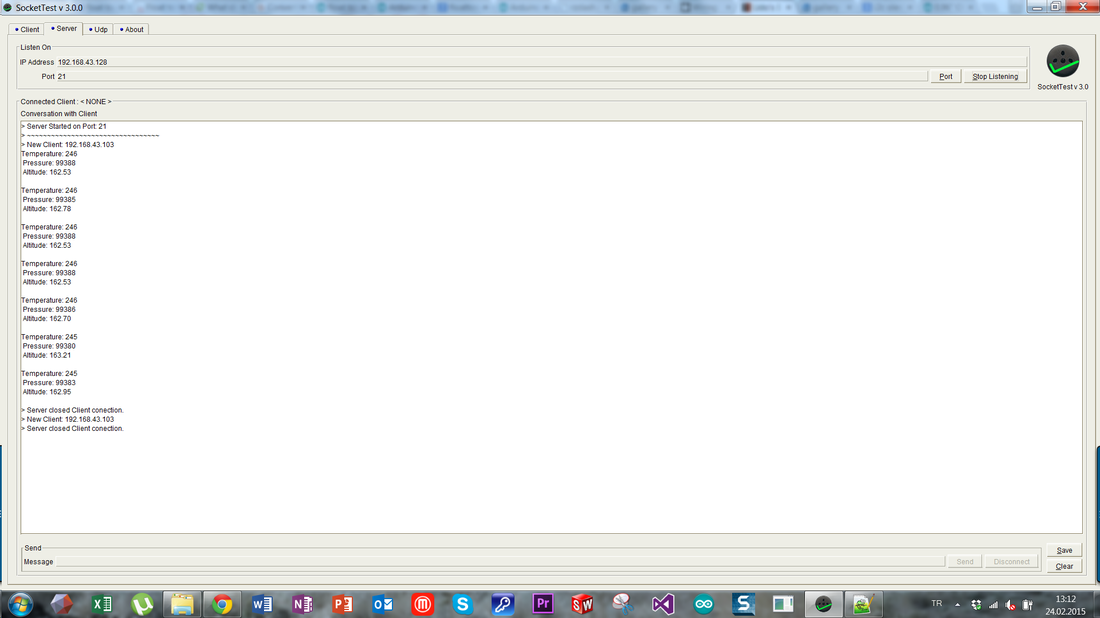 SocketTest v 3.0.0
Client
Server
Udp
About
Listen On
IP Address 192.168.43.128
Port 21
Port
Stop Listening
SocketTest v 3.0
Connected Client : < NONE >
Conversation with Client
> Server Started on Port: 21
> ~~~~~~~~~~~~~~~~~~~~~~~~~~~~~~~~~
> New Client: 192.168.43.103
Temperature: 246
Pressure: 99388
Altitude: 162.53
Temperature: 246
Pressure: 99385
Altitude: 162.78
Temperature: 246
Pressure: 99388
Altitude: 162.53
Temperature: 246
Pressure: 99388
Altitude: 162.53
Temperature: 246
Pressure: 99386
Altitude: 162.70
Temperature: 245
Pressure: 99380
Altitude: 163.21
Temperature: 245
Pressure: 99383
Altitude: 162.95
> Server closed Client conection.
> New Client: 192.168.43.103
> Server closed Client conection.
Send
Message
Send
Disconnect
Save
Clear
TR
13:12
24.02.2015